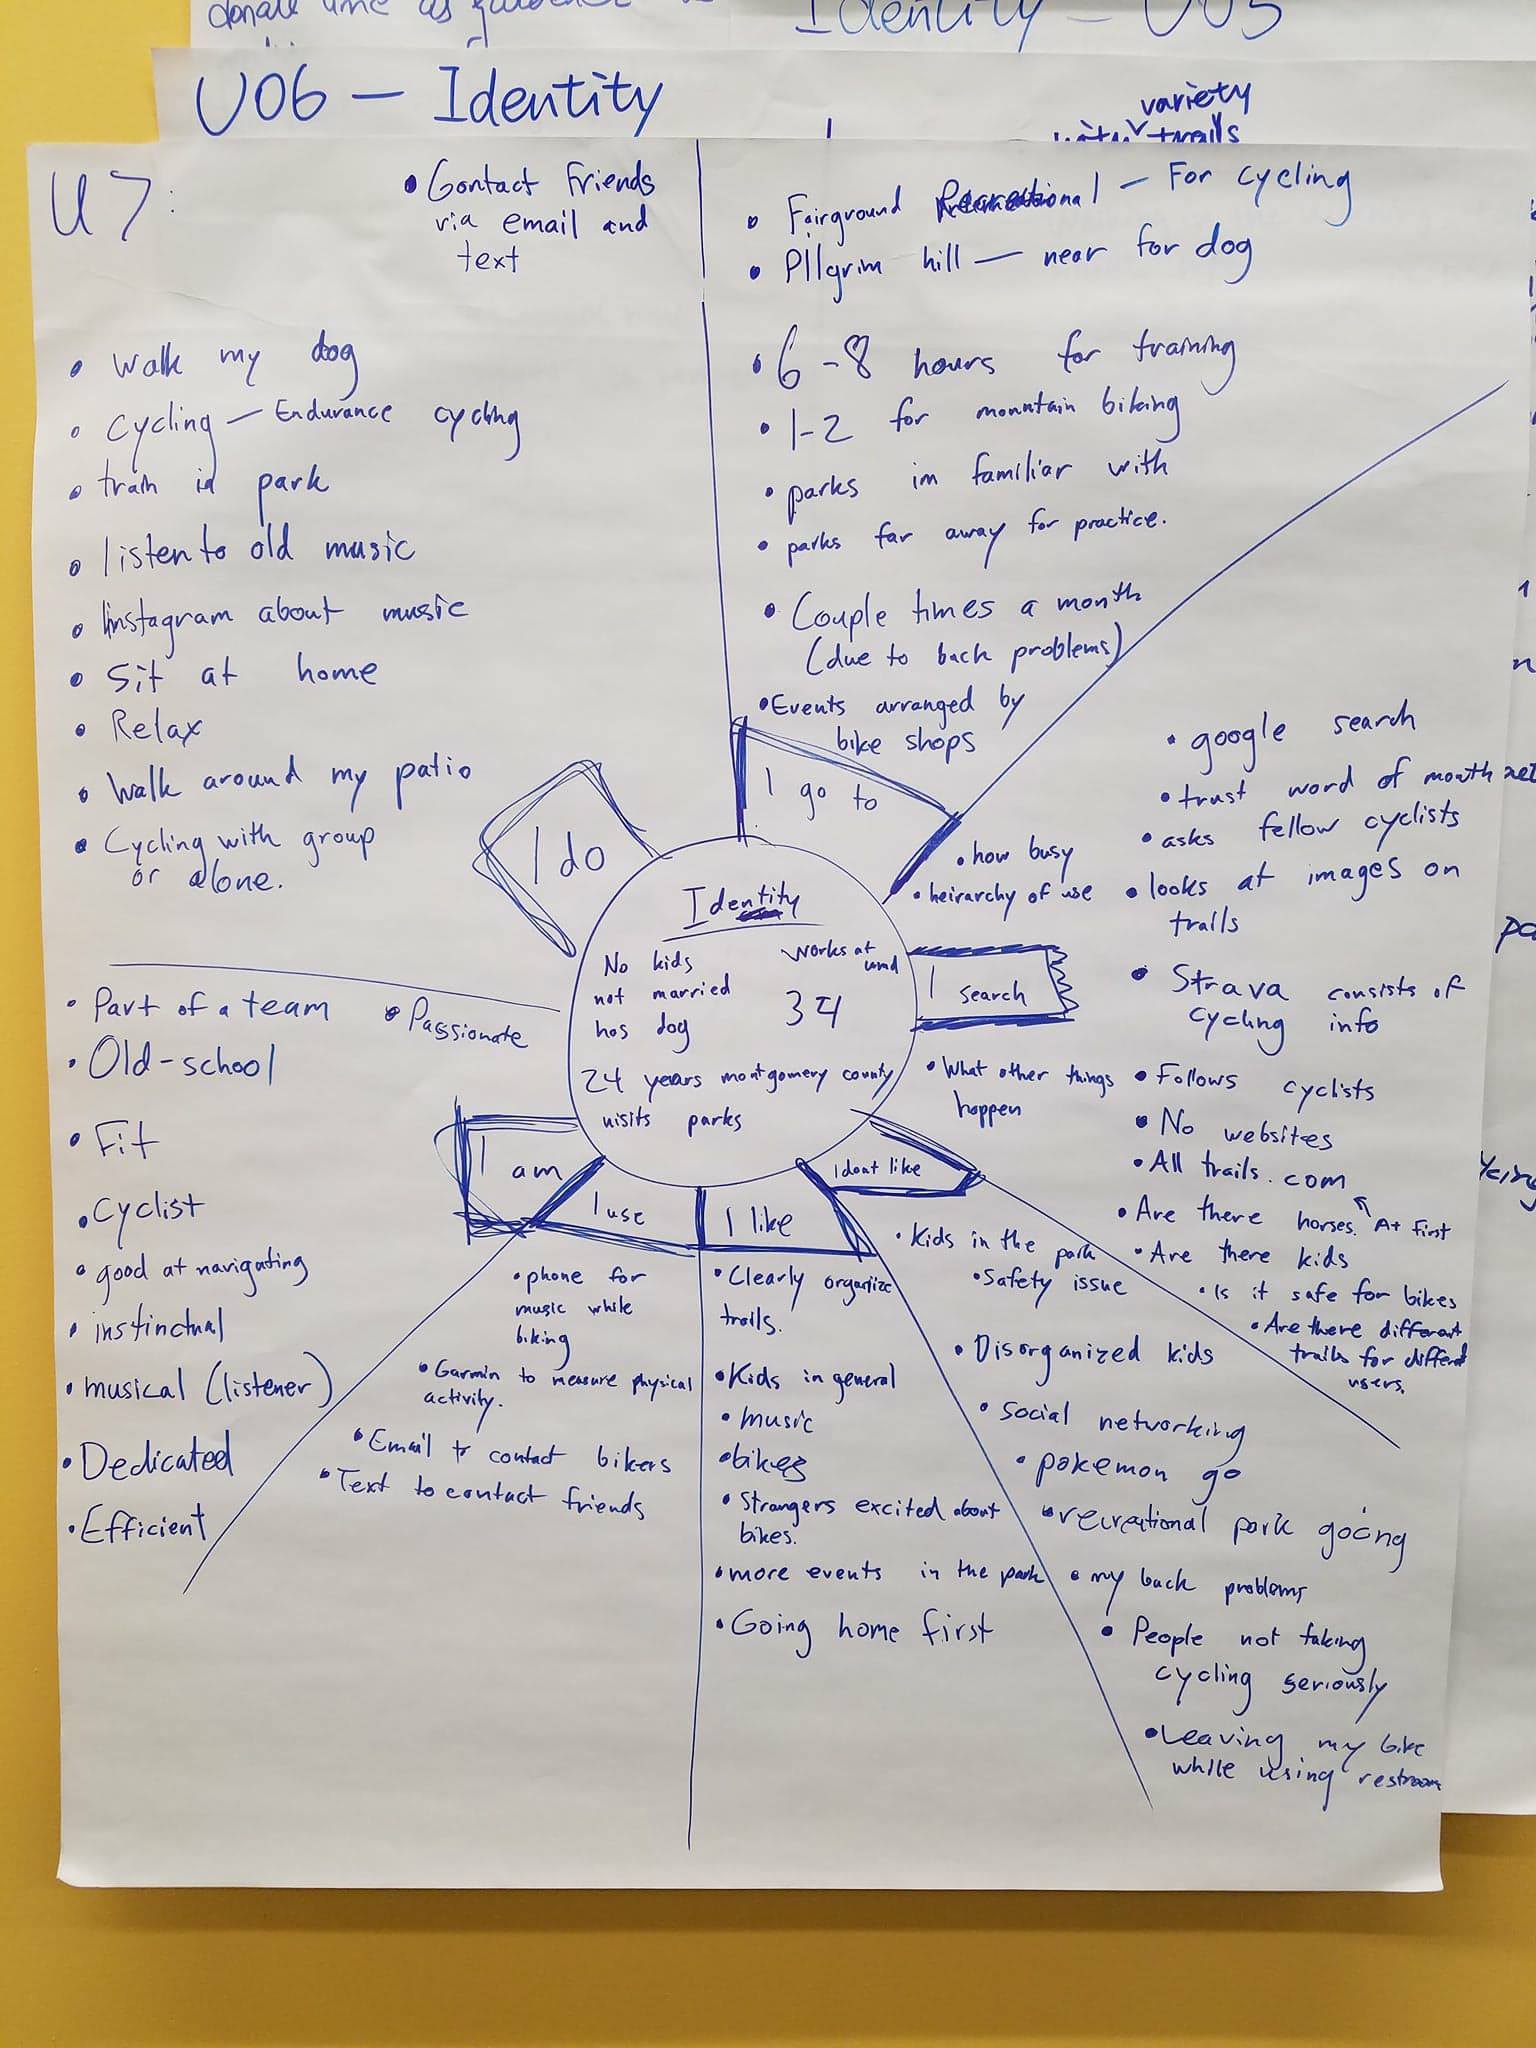 donate time as
Identity - U05
U06 - Identity
variety
trails
U7:
• Contact friends
via email and
text
• Walk my dog
• Cycling - Endurance cycling
• train in park
• listen to old music
• Instagram about music
• Sit at home
• Relax
• Walk around my patio
• Cycling with group
or alone.
I do
• Fairground Recreational - For cycling
• PIlgrim hill - near for dog
• 6-8 hours for training
• 1-2 for mountain biking
• parks im familiar with
• parks far away for practice.
• Couple times a month
(due to back problems)
• Events arranged by
bike shops
I go to
• google search
• trust word of mouth
• asks fellow cyclists
• how busy
• heirarchy of use
• looks at images on
trails
• Strava consists of
cycling info
I search
• What other things
happen
• Follows cyclists
• No websites
• All trails.com
At first
• Are there horses.
• Are there kids
• Is it safe for bikes
• Are there different
trails for different
users.
Identity
No kids
not married
has dog
Works at
umd
34
24 years montgomery county
visits parks
• Part of a team
• Passionate
• Old-school
• Fit
• Cyclist
• good at navigating
• instinctual
• musical (listener)
• Dedicated
• Efficient
I am
I use
• phone for
music while
biking
• Garmin to measure physical
activity.
• Email to contact bikers
• Text to contact friends
I like
• Clearly organize
trails.
• Kids in general
• music
• bikes
• Strangers excited about
bikes.
• more events in the park
• Going home first
I dont like
• Kids in the park
• Safety issue
• Disorganized kids
• social networking
• pokemon go
• recreational park going
• my back problems
• People not taking
cycling seriously
• Leaving my bike
while using restroom